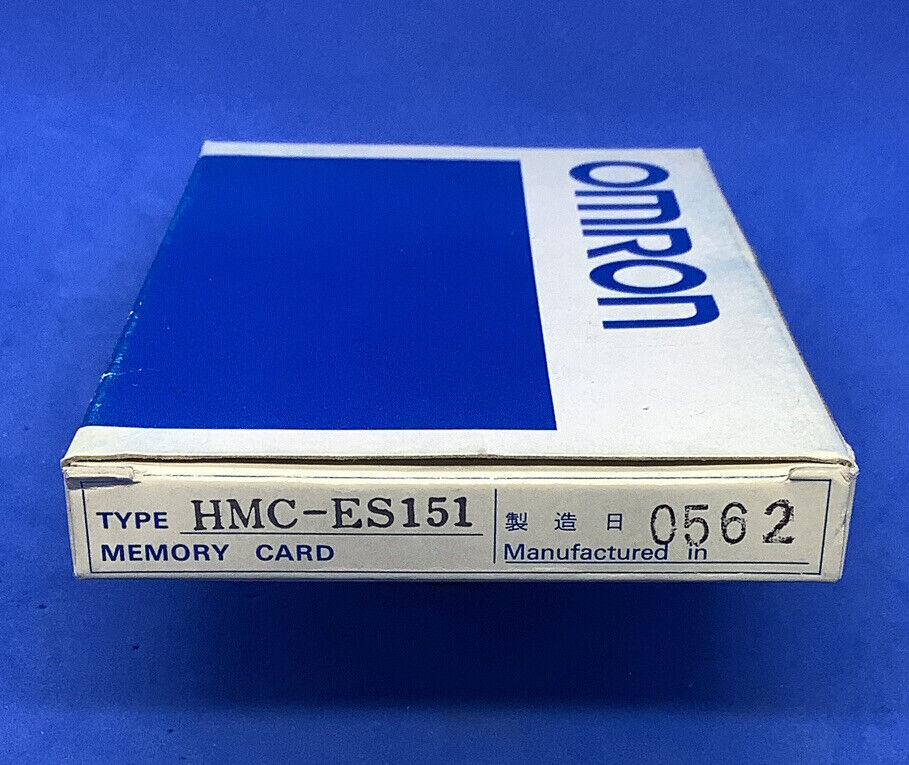 OMRON
TYPE HMC-ES151
MEMORY CARD
製造日 0562
Manufactured in